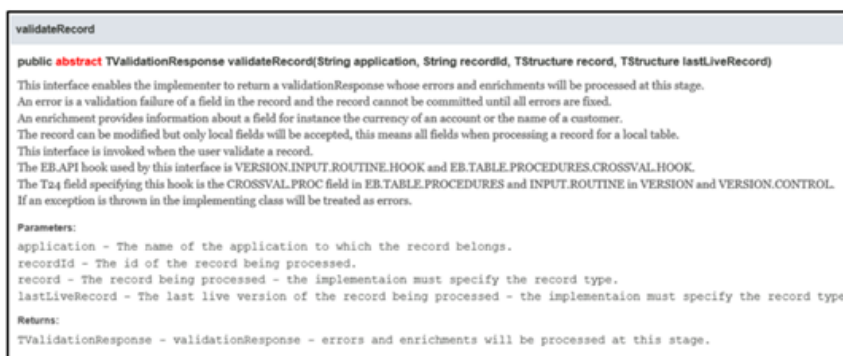 validateRecord
public abstract TValidationResponse validateRecord(String application, String recordId, TStructure record, TStructure lastLiveRecord)
This interface enables the implementer to return a validationResponse whose errors and enrichments will be processed at this stage.
An error is a validation failure of a field in the record and the record cannot be committed until all errors are fixed.
An enrichment provides information about a field for instance the currency of an account or the name of a customer.
The record can be modified but only local fields will be accepted, this means all fields when processing a record for a local table.
This interface is invoked when the user validate a record.
The EB.API hook used by this interface is VERSION.INPUT.ROUTINE.HOOK and EB.TABLE.PROCEDURES.CROSSVAL.HOOK.
The T24 field specifying this hook is the CROSSVAL.PROC field in EB.TABLE.PROCEDURES and INPUT.ROUTINE in VERSION and VERSION.CONTROL.
If an exception is thrown in the implementing class will be treated as errors.
Parameters:
application - The name of the application to which the record belongs.
recordId - The id of the record being processed.
record - The record being processed - the implementaion must specify the record type.
lastLiveRecord - The last live version of the record being processed - the implementaion must specify the record type
Returns:
TValidationResponse - validationResponse - errors and enrichments will be processed at this stage.